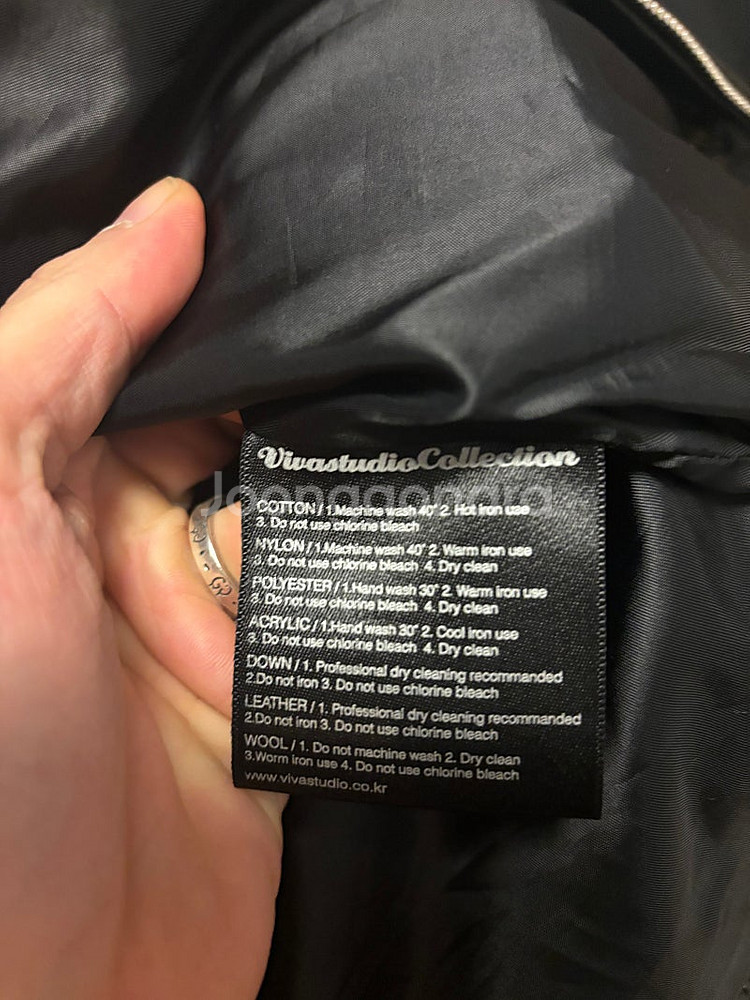 VivastudioCollection
Joonggonara
COTTON / 1.Machine wash 40° 2. Hot iron use
3. Do not use chlorine bleach
NYLON / 1.Machine wash 40° 2. Warm iron use
3. Do not use chlorine bleach 4. Dry clean
POLYESTER / 1.Hand wash 30° 2. Warm iron use
3. Do not use chlorine bleach 4. Dry clean
ACRYLIC / 1.Hand wash 30° 2. Cool iron use
3. Do not use chlorine bleach 4. Dry clean
DOWN / 1. Professional dry cleaning recommanded
2.Do not iron 3. Do not use chlorine bleach
LEATHER / 1. Professional dry cleaning recommanded
2.Do not iron 3. Do not use chlorine bleach
WOOL / 1. Do not machine wash 2. Dry clean
3.Worm iron use 4. Do not use chlorine bleach
www.vivastudio.co.kr